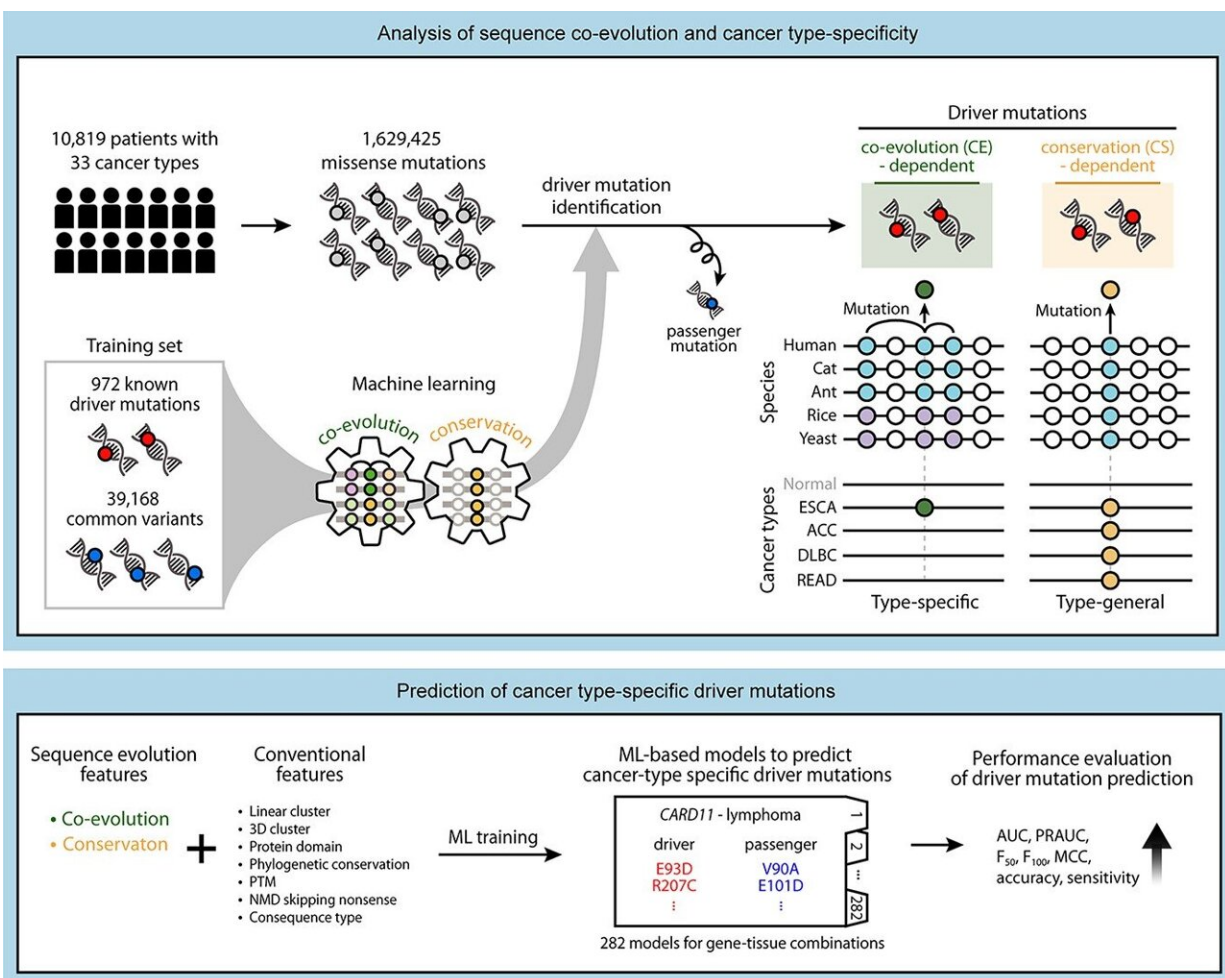 Analysis of sequence co-evolution and cancer type-specificity
10,819 patients with
33 cancer types
1,629,425
missense mutations
driver mutation
identification
passenger
mutation
Training set
972 known
driver mutations
39,168
common variants
Machine learning
co-evolution
conservation
Driver mutations
co-evolution (CE)
- dependent
conservation (CS)
- dependent
Mutation
Mutation
Species
Human
Cat
Ant
Rice
Yeast
Cancer types
Normal
ESCA
ACC
DLBC
READ
Type-specific
Type-general
Prediction of cancer type-specific driver mutations
Sequence evolution
features
• Co-evolution
• Conservaton
+
Conventional
features
• Linear cluster
• 3D cluster
• Protein domain
• Phylogenetic conservation
• PTM
• NMD skipping nonsense
• Consequence type
ML training
ML-based models to predict
cancer-type specific driver mutations
CARD11 - lymphoma
driver
passenger
E93D
V90A
R207C
E101D
⋮
⋮
1
2
...
282
282 models for gene-tissue combinations
Performance evaluation
of driver mutation prediction
AUC, PRAUC,
F₅₀, F₁₀₀, MCC,
accuracy, sensitivity